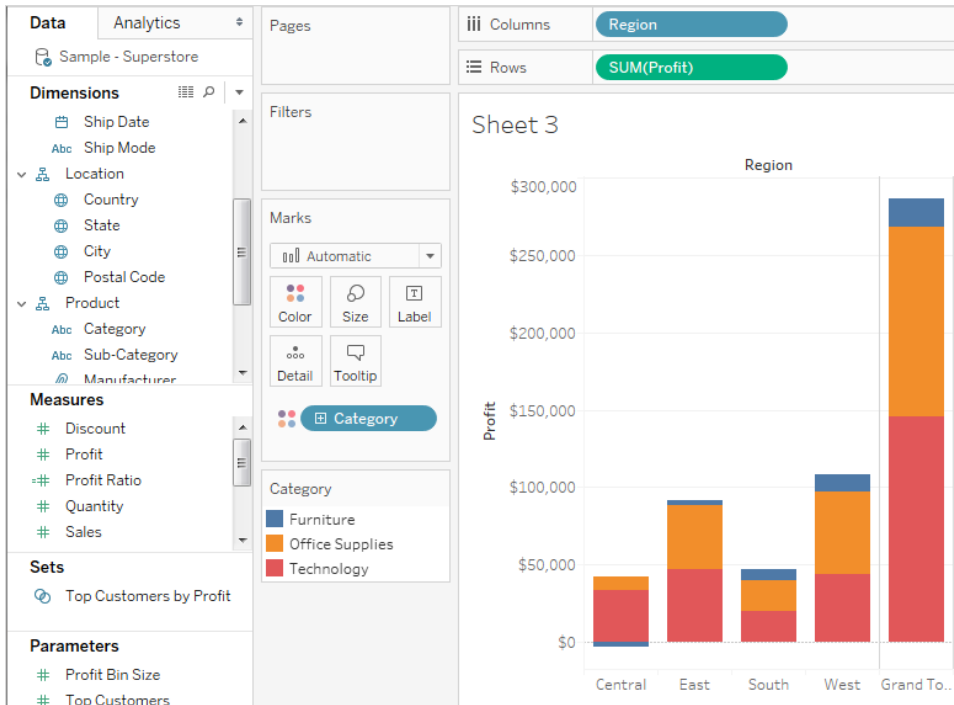 Data
Analytics
Sample - Superstore
Dimensions
Ship Date
Abc Ship Mode
Location
Country
State
City
Postal Code
Product
Abc Category
Abc Sub-Category
Manufacturer
Measures
# Discount
# Profit
=# Profit Ratio
# Quantity
# Sales
Sets
Top Customers by Profit
Parameters
# Profit Bin Size
# Top Customers
Pages
Filters
Marks
Automatic
Color
Size
T
Label
Detail
Tooltip
Category
Category
Furniture
Office Supplies
Technology
Columns
Region
Rows
SUM(Profit)
Sheet 3
Region
Profit
$300,000
$250,000
$200,000
$150,000
$100,000
$50,000
$0
Central
East
South
West
Grand To..